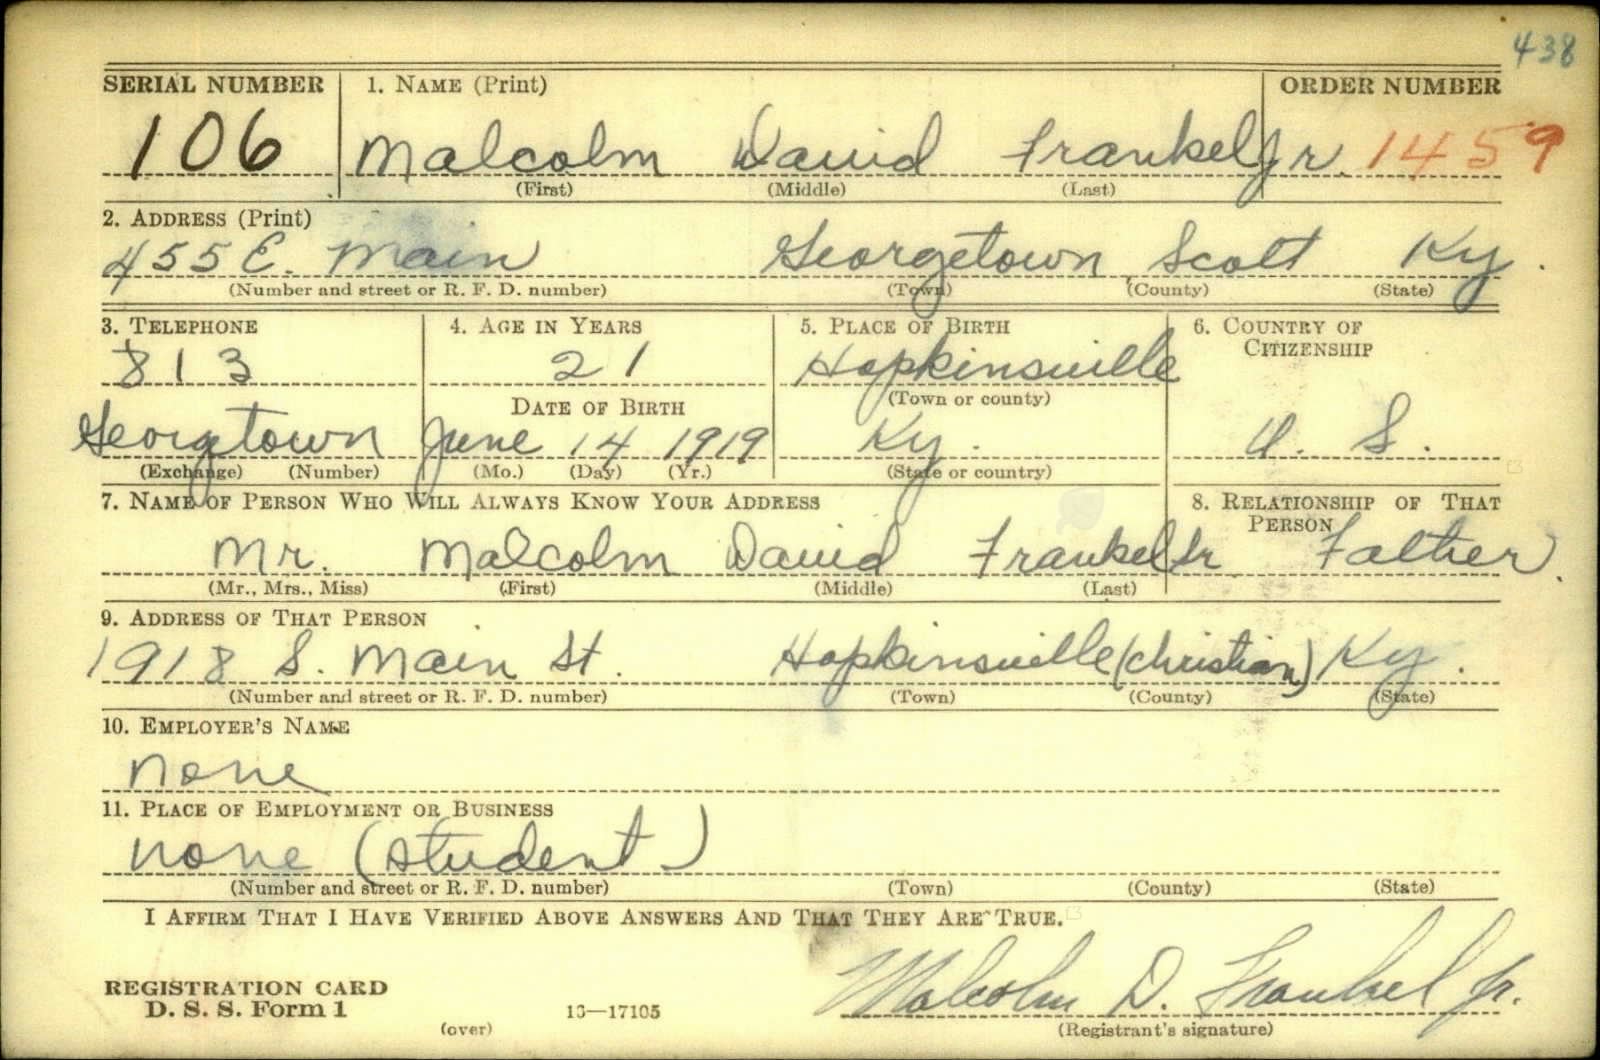 438
SERIAL NUMBER 1. NAME (Print) ORDER NUMBER
106 Malcolm David Frankel Jr. 1459
(First) (Middle) (Last)
2. ADDRESS (Print)
455 E. Main Georgetown Scott Ky.
(Number and street or R. F. D. number) (Town) (County) (State)
3. TELEPHONE 4. AGE IN YEARS 5. PLACE OF BIRTH 6. COUNTRY OF
CITIZENSHIP
813 21 Hopkinsville
DATE OF BIRTH (Town or county)
Georgetown June 14 1919 Ky. U. S.
(Exchange) (Number) (Mo.) (Day) (Yr.) (State or country)
7. NAME OF PERSON WHO WILL ALWAYS KNOW YOUR ADDRESS 8. RELATIONSHIP OF THAT
PERSON
Mr. Malcolm David Frankel Sr. Father
(Mr., Mrs., Miss) (First) (Middle) (Last)
9. ADDRESS OF THAT PERSON
1918 S. Main St. Hopkinsville (Christian) Ky.
(Number and street or R. F. D. number) (Town) (County) (State)
10. EMPLOYER'S NAME
none
11. PLACE OF EMPLOYMENT OR BUSINESS
none (student)
(Number and street or R. F. D. number) (Town) (County) (State)
I AFFIRM THAT I HAVE VERIFIED ABOVE ANSWERS AND THAT THEY ARE TRUE.
REGISTRATION CARD
D. S. S. Form 1 16—17105 Malcolm D. Frankel Jr.
(over) (Registrant's signature)